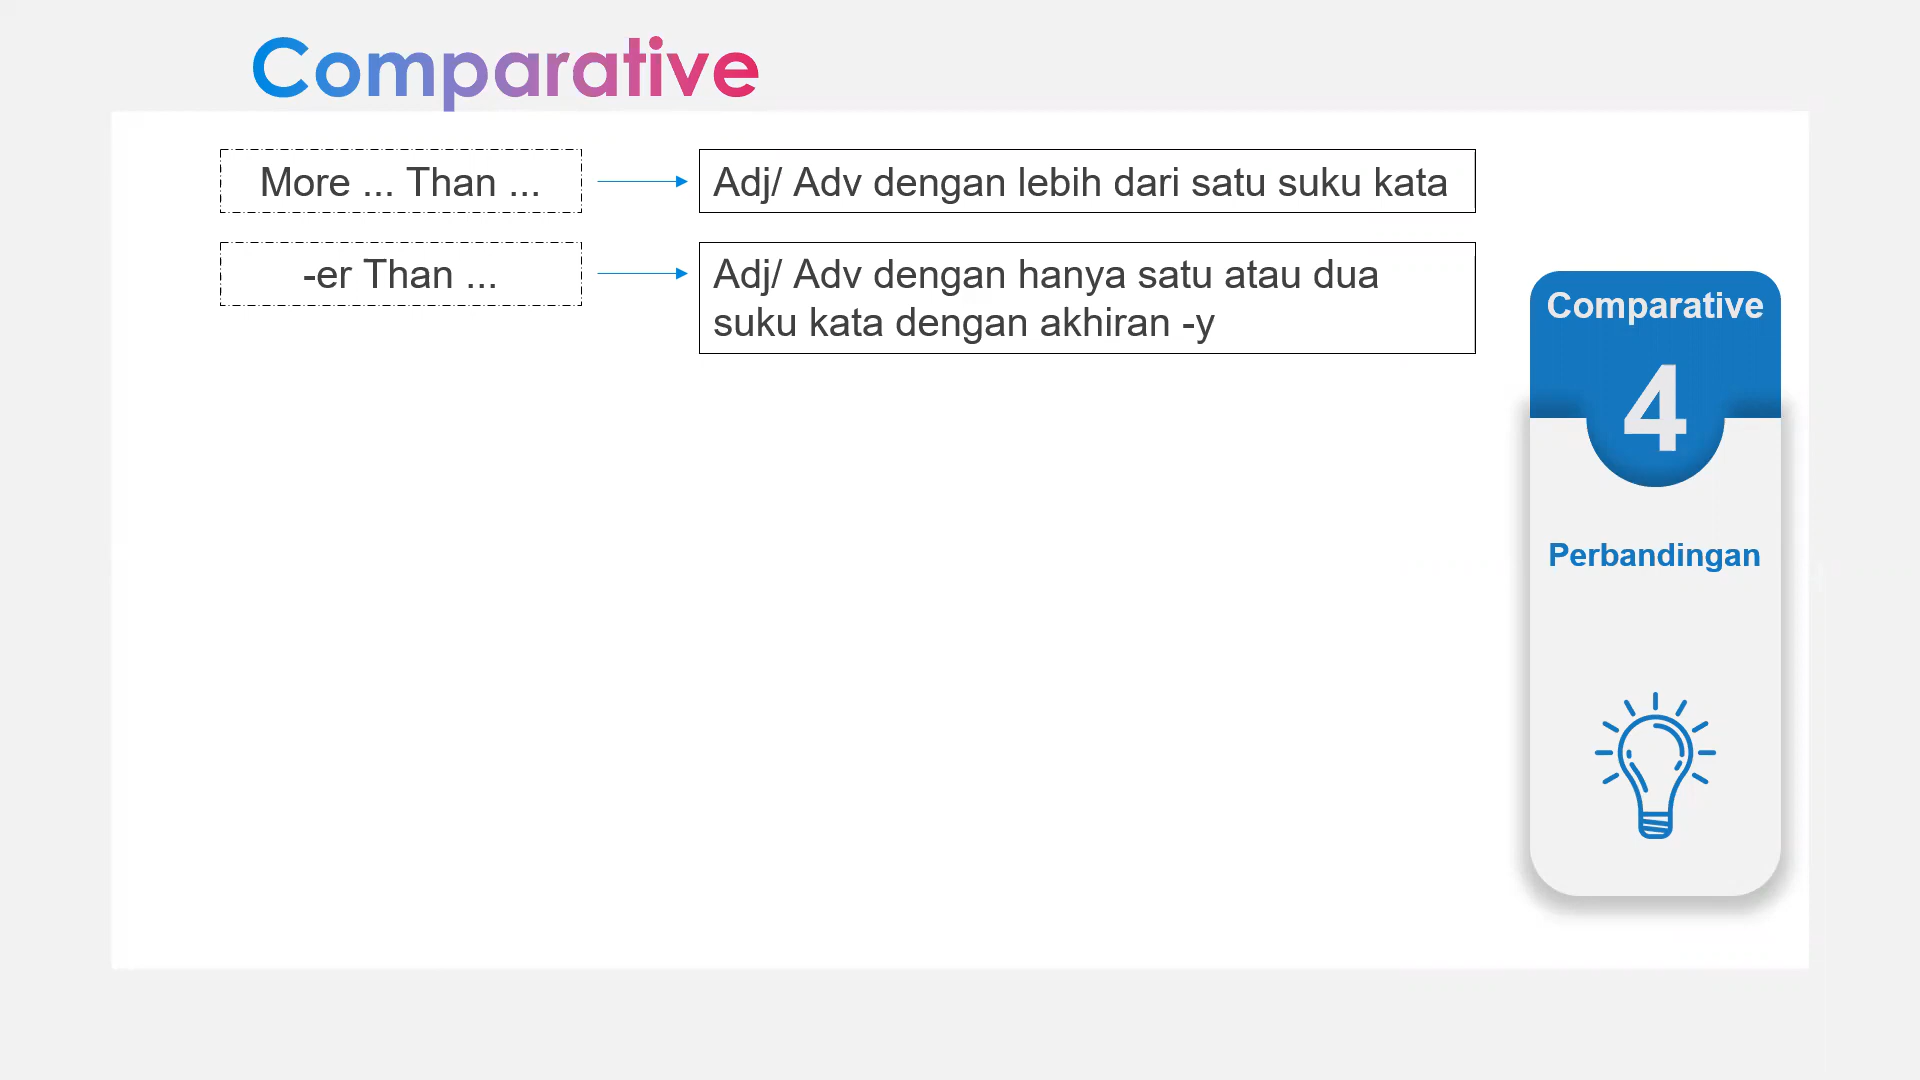 Comparative
More ... Than ...
Adj/ Adv dengan lebih dari satu suku kata
-er Than ...
Adj/ Adv dengan hanya satu atau dua
suku kata dengan akhiran -y
Comparative
4
Perbandingan